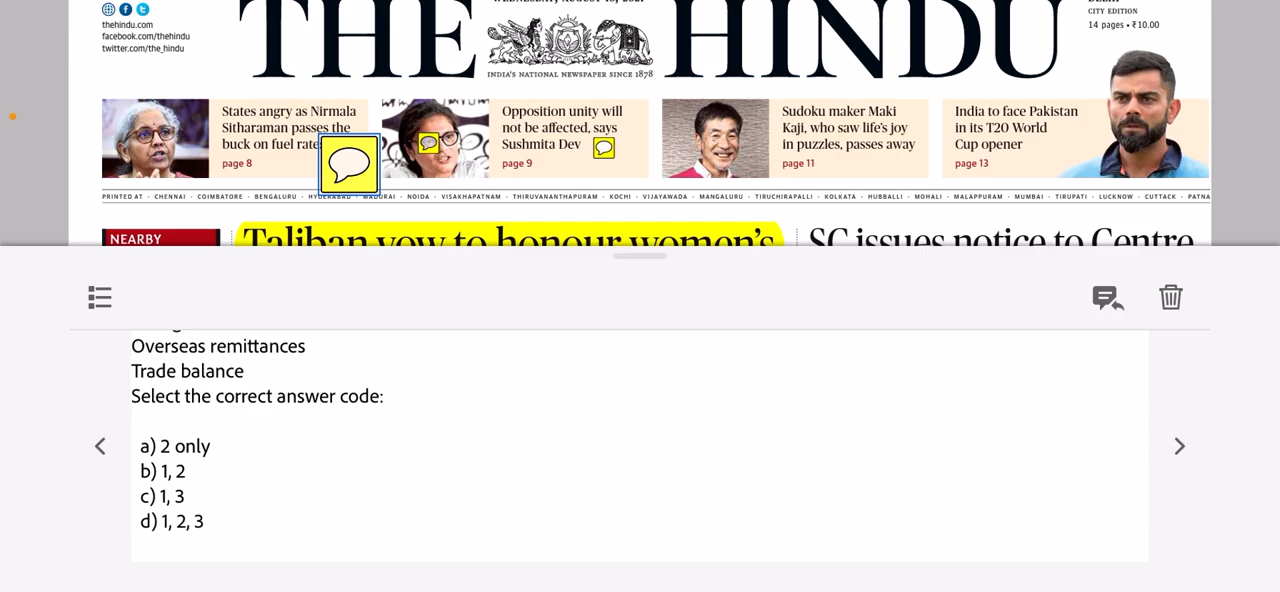 thehindu.com
facebook.com/thehindu
twitter.com/the_hindu
THE HINDU
INDIA'S NATIONAL NEWSPAPER SINCE 1878
CITY EDITION
14 pages • ₹10.00
States angry as Nirmala
Sitharaman passes the
buck on fuel rate
page 8
Opposition unity will
not be affected, says
Sushmita Dev
page 9
Sudoku maker Maki
Kaji, who saw life's joy
in puzzles, passes away
page 11
India to face Pakistan
in its T20 World
Cup opener
page 13
PRINTED AT · CHENNAI · COIMBATORE · BENGALURU · HYDERABAD · MADURAI · NOIDA · VISAKHAPATNAM · THIRUVANANTHAPURAM · KOCHI · VIJAYAWADA · MANGALURU · TIRUCHIRAPALLI · KOLKATA · HUBBALLI · MOHALI · MALAPPURAM · MUMBAI · TIRUPATI · LUCKNOW · CUTTACK · PATNA
NEARBY
Taliban vow to honour women's
SC issues notice to Centre
Overseas remittances
Trade balance
Select the correct answer code:
a) 2 only
b) 1, 2
c) 1, 3
d) 1, 2, 3